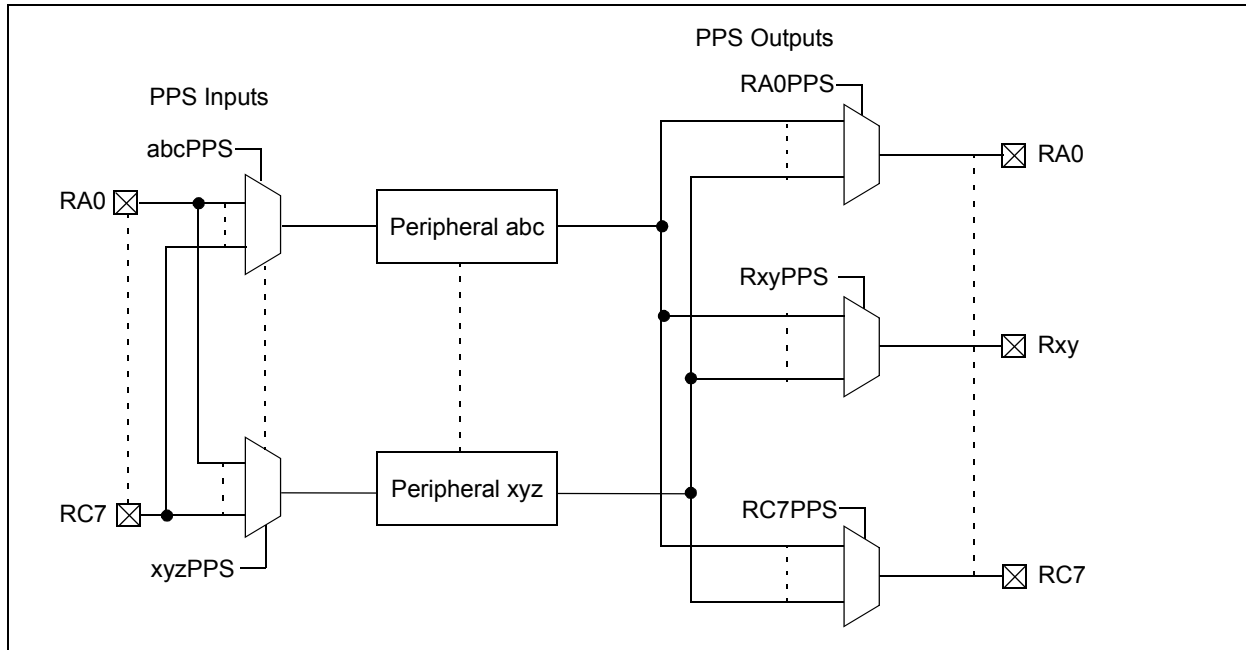 PPS Outputs
RA0PPS
PPS Inputs
abcPPS
RA0
RA0
Peripheral abc
RxyPPS
Rxy
Peripheral xyz
RC7
RC7PPS
xyzPPS
RC7